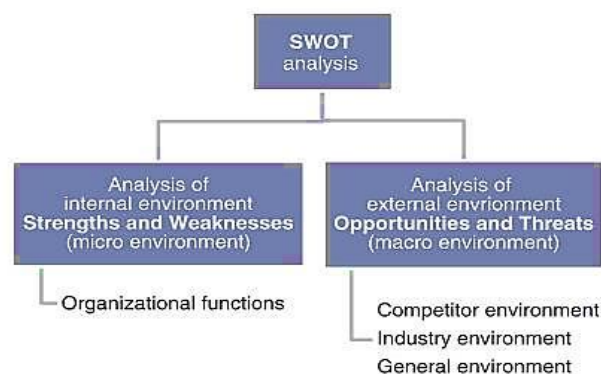 SWOT
analysis
Analysis of
internal environment
Strengths and Weaknesses
(micro environment)
Analysis of
external envrionment
Opportunities and Threats
(macro environment)
Organizational functions
Competitor environment
Industry environment
General environment